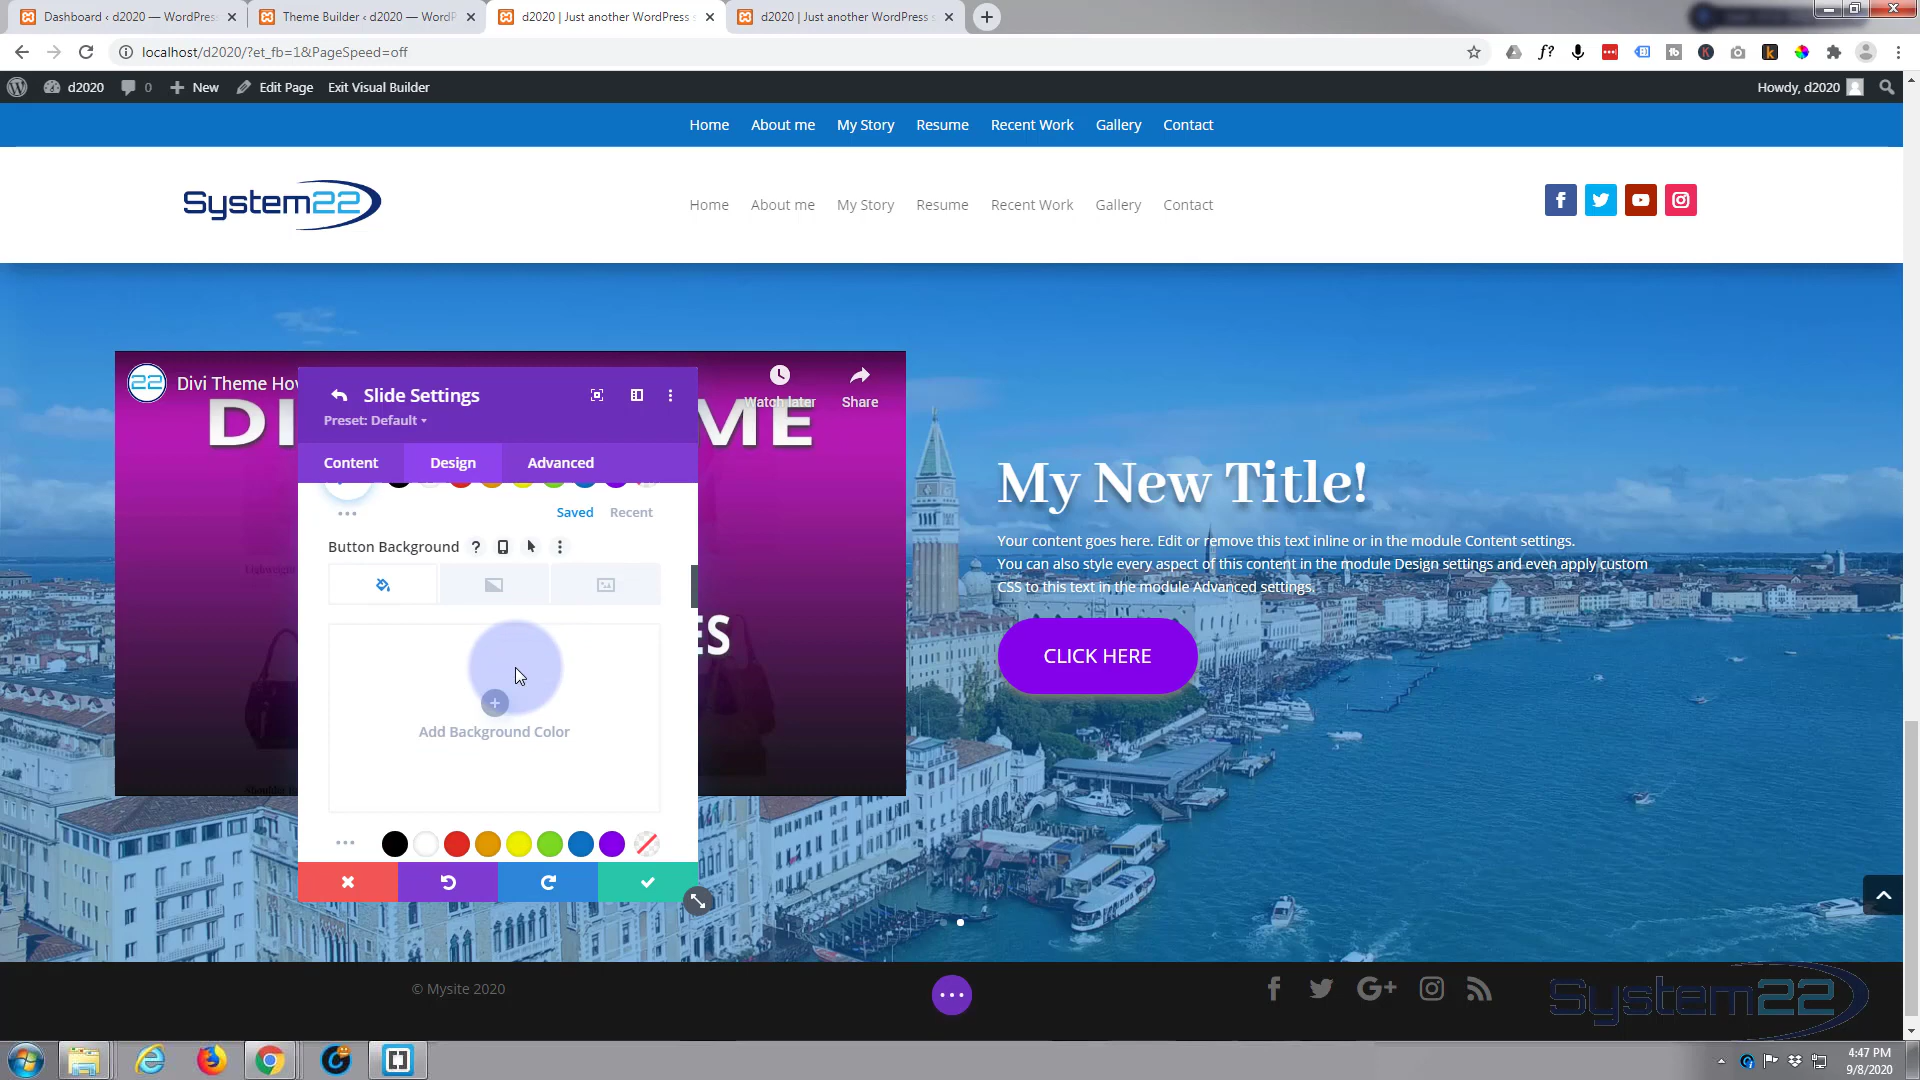 d2020 — WordPress
Theme Builder ‹ d2020 — WordP
d2020 | Just another WordPress s
d2020 | Just another WordPress s
localhost/d2020/?et_fb=1&PageSpeed=off
d2020
0
New
Edit Page
Exit Visual Builder
Howdy, d2020
Home
About me
My Story
Resume
Recent Work
Gallery
Contact
System22
Home
About me
My Story
Resume
Recent Work
Gallery
Contact
22
Divi Theme Ho
Watch later
Share
DI
ME
ES
Slide Settings
Preset: Default
Content
Design
Advanced
Saved
Recent
Button Background
Add Background Color
My New Title!
Your content goes here. Edit or remove this text inline or in the module Content settings.
You can also style every aspect of this content in the module Design settings and even apply custom
CSS to this text in the module Advanced settings.
CLICK HERE
© Mysite 2020
G+
System22
4:47 PM
9/8/2020